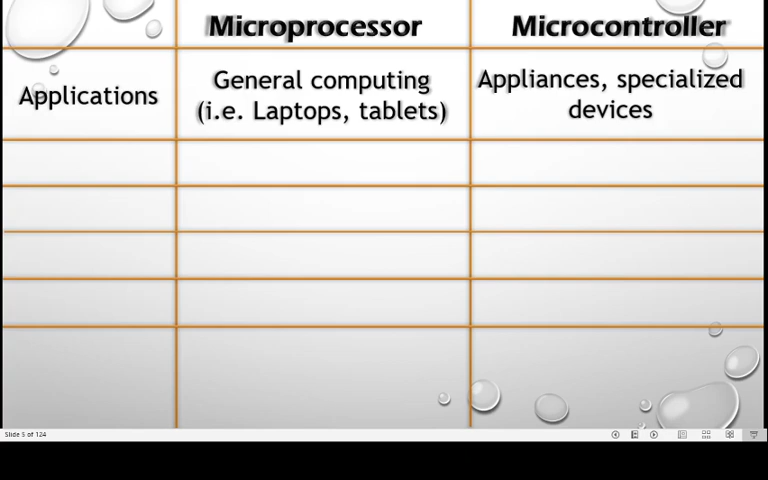 Microprocessor Microcontroller
Applications
General computing
(i.e. Laptops, tablets)
Appliances, specialized
devices
Slide 5 of 124